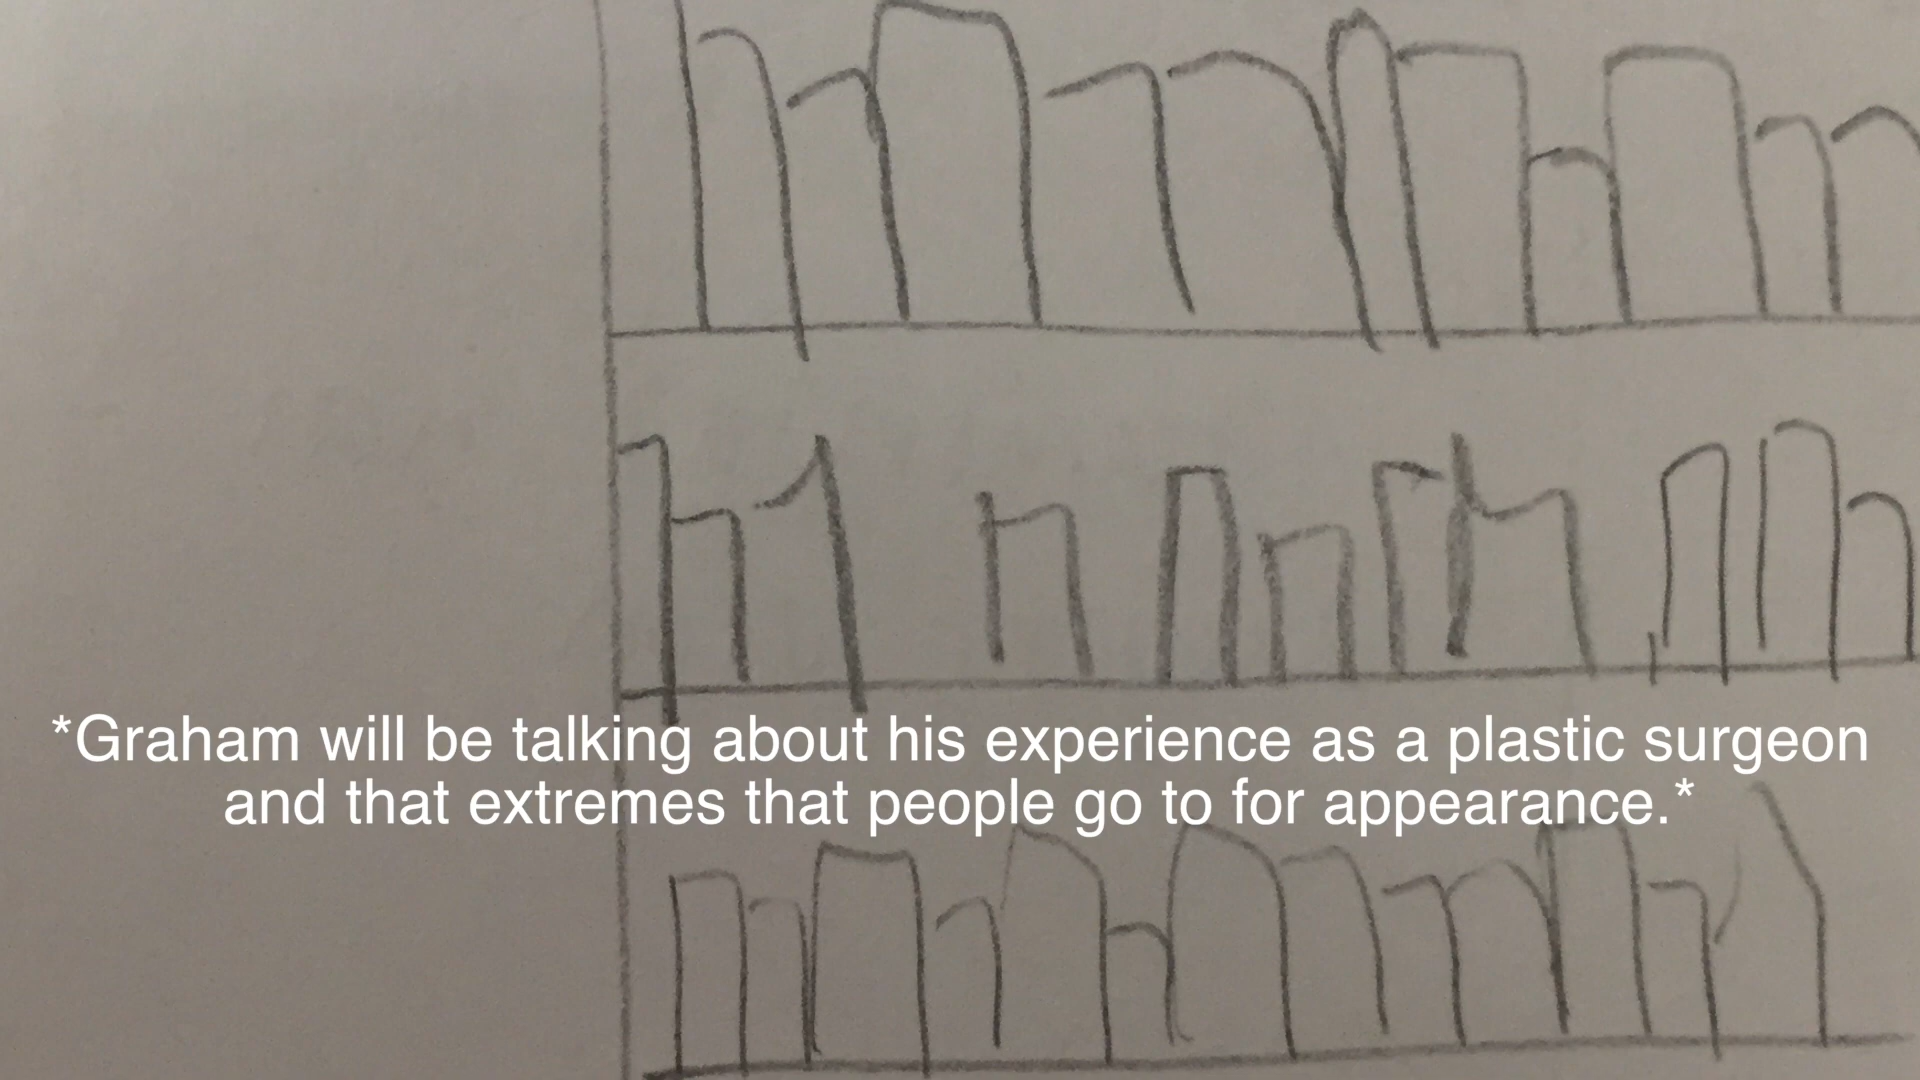 *Graham will be talking about his experience as a plastic surgeon
and that extremes that people go to for appearance.*